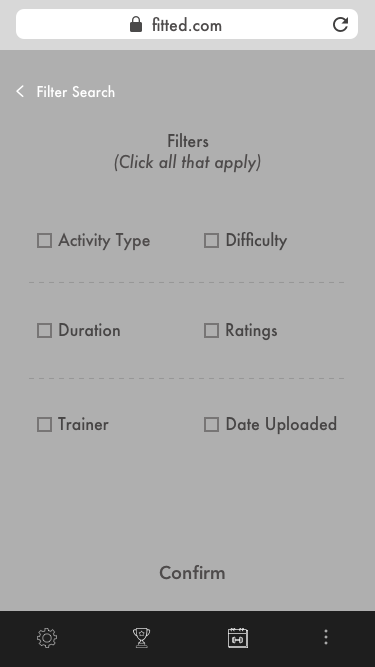 fitted.com
Filter Search
Filters
(Click all that apply)
Activity Type
Difficulty
Duration
Ratings
Trainer
Date Uploaded
Confirm